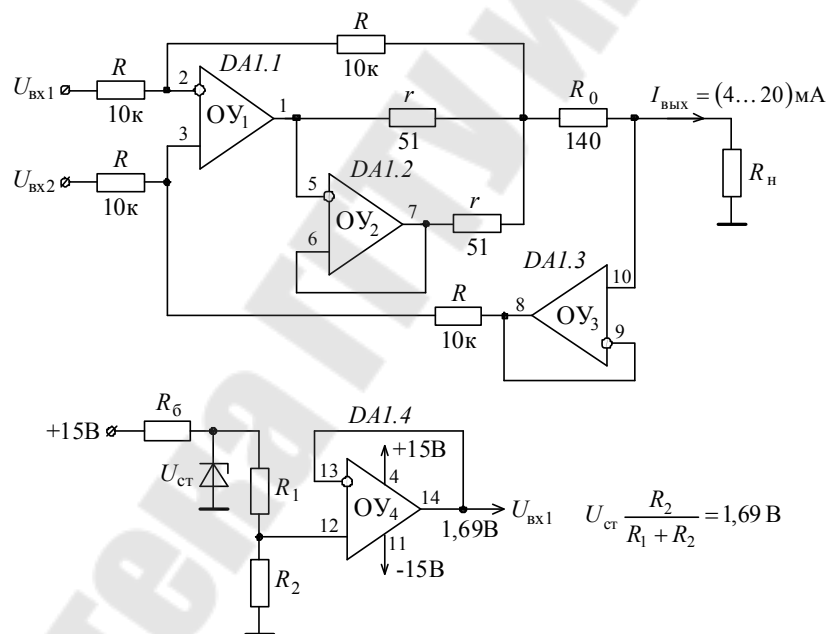 R
10к
DA1.1
Uвх1
R
10к
2
3
ОУ1
1
r
51
R0
140
Iвых = (4…20) мА
Rн
Uвх2
R
10к
DA1.2
5
6
ОУ2
7
r
51
DA1.3
10
9
ОУ3
8
R
10к
DA1.4
+15В
Rб
Uст
R1
R2
13
12
ОУ4
+15В
4
14
11
-15В
1,69В
Uвх1
Uст R2 / (R1 + R2) = 1,69 В